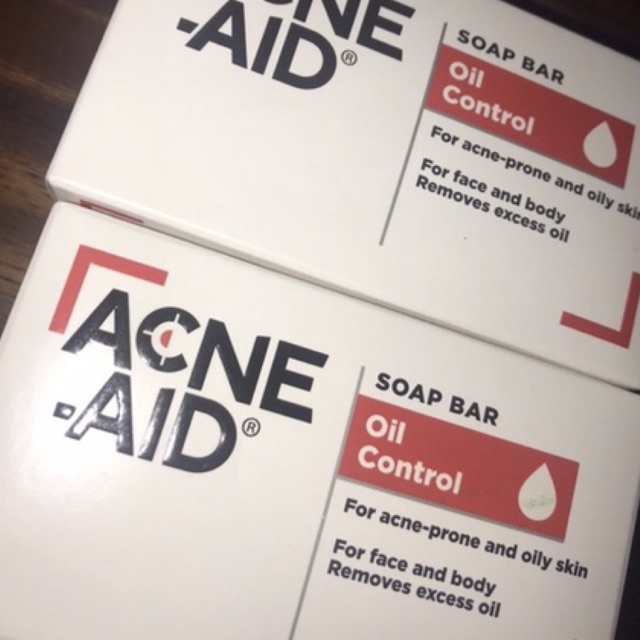 ACNE
-AID®
SOAP BAR
Oil
Control
For acne-prone and oily skin
For face and body
Removes excess oil
ACNE
-AID®
SOAP BAR
Oil
Control
For acne-prone and oily skin
For face and body
Removes excess oil